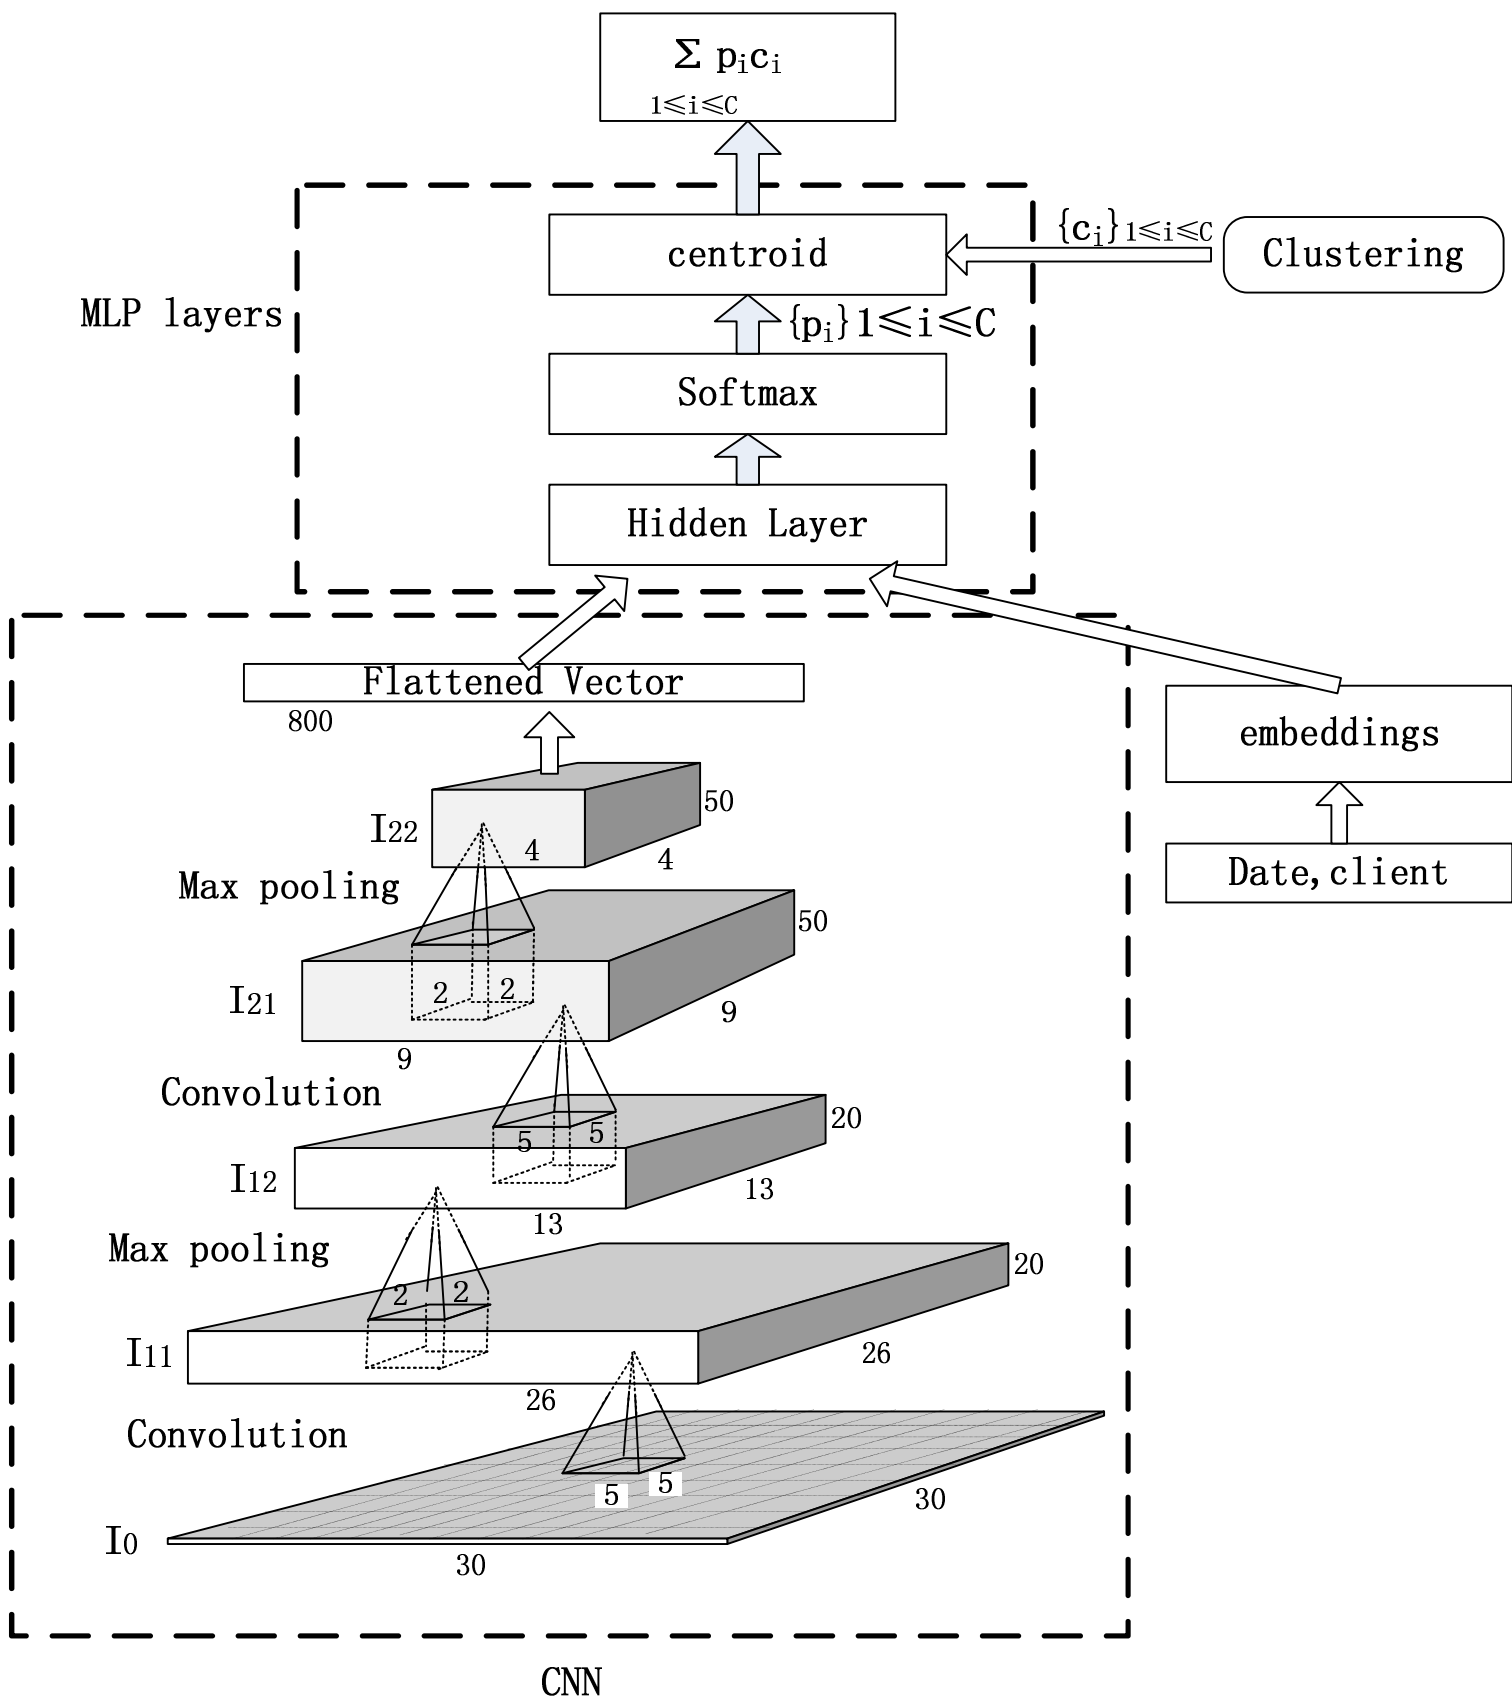 Σ pᵢcᵢ
1≤i≤C
centroid
{cᵢ}1≤i≤C
Clustering
MLP layers
{pᵢ}1≤i≤C
Softmax
Hidden Layer
Flattened Vector
800
embeddings
Date,client
I22
50
4
4
Max pooling
I21
50
2
2
9
9
Convolution
I12
20
5
5
13
13
Max pooling
I11
20
2
2
26
26
Convolution
I0
5
5
30
30
CNN